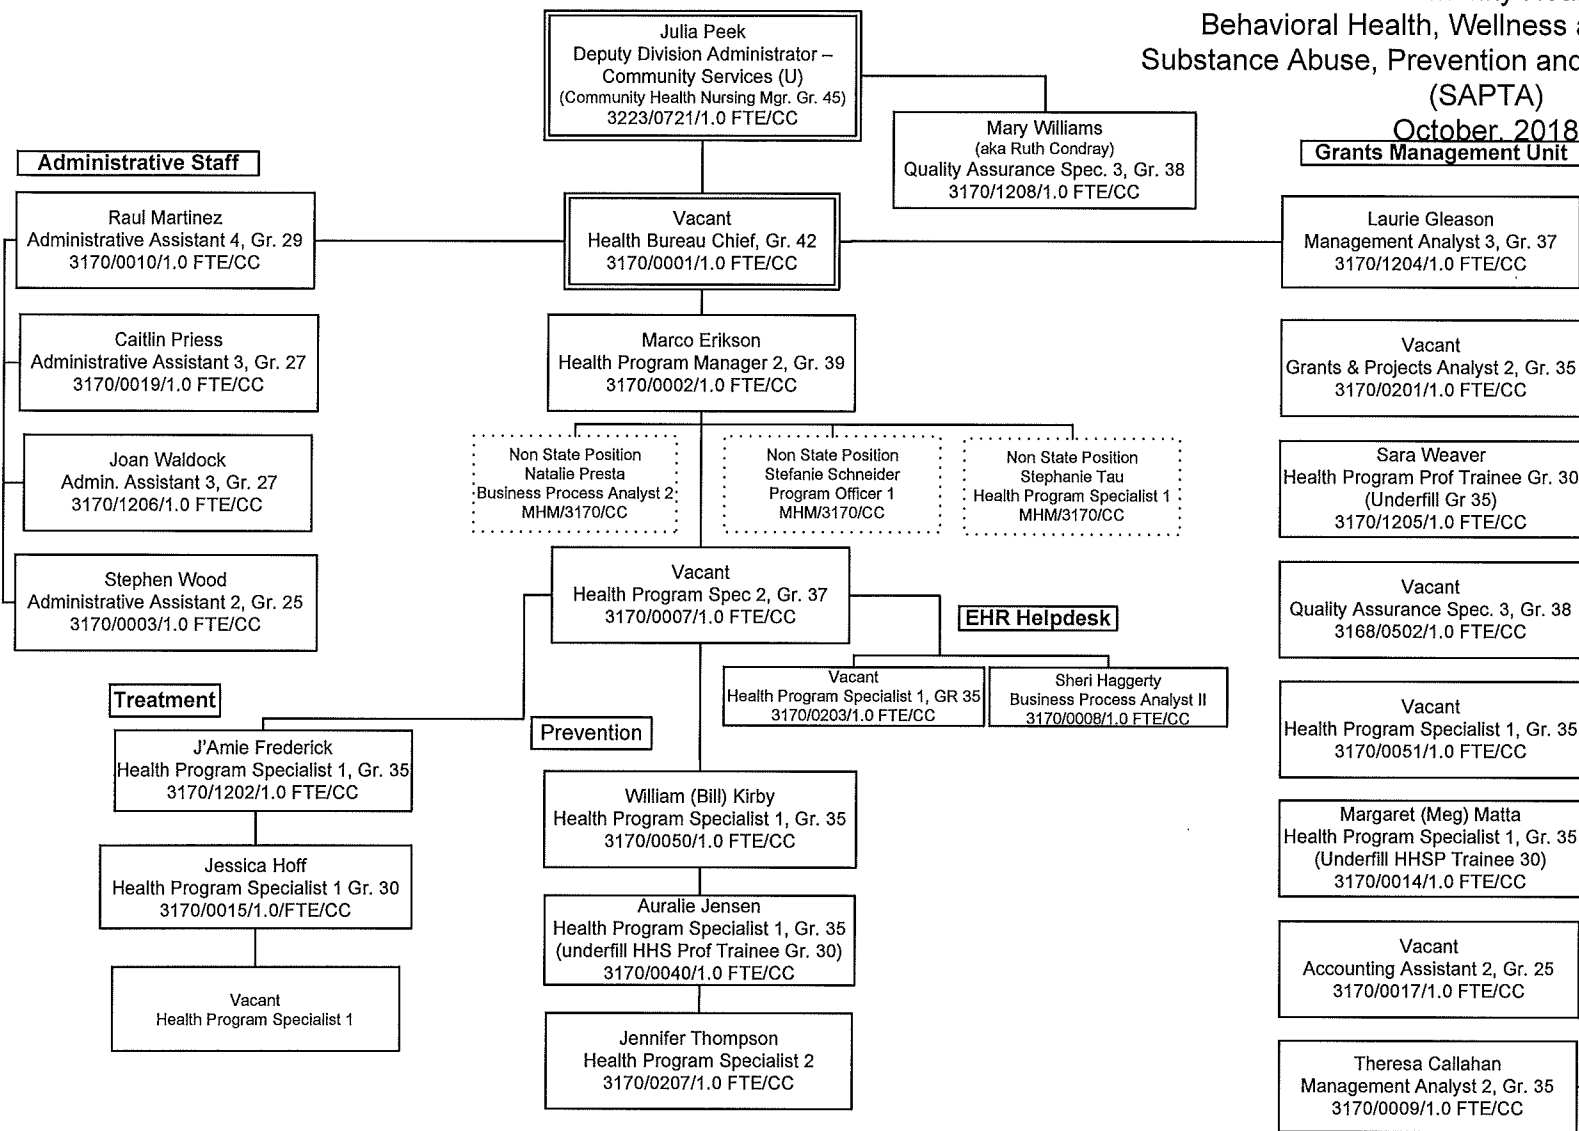 Behavioral Health, Wellness
Substance Abuse, Prevention and
(SAPTA)
October, 2018
Julia Peek
Deputy Division Administrator –
Community Services (U)
(Community Health Nursing Mgr. Gr. 45)
3223/0721/1.0 FTE/CC
Mary Williams
(aka Ruth Condray)
Quality Assurance Spec. 3, Gr. 38
3170/1208/1.0 FTE/CC
Vacant
Health Bureau Chief, Gr. 42
3170/0001/1.0 FTE/CC
Administrative Staff
Raul Martinez
Administrative Assistant 4, Gr. 29
3170/0010/1.0 FTE/CC
Caitlin Priess
Administrative Assistant 3, Gr. 27
3170/0019/1.0 FTE/CC
Joan Waldock
Admin. Assistant 3, Gr. 27
3170/1206/1.0 FTE/CC
Stephen Wood
Administrative Assistant 2, Gr. 25
3170/0003/1.0 FTE/CC
Marco Erikson
Health Program Manager 2, Gr. 39
3170/0002/1.0 FTE/CC
Non State Position
Natalie Presta
Business Process Analyst 2
MHM/3170/CC
Non State Position
Stefanie Schneider
Program Officer 1
MHM/3170/CC
Non State Position
Stephanie Tau
Health Program Specialist 1
MHM/3170/CC
Vacant
Health Program Spec 2, Gr. 37
3170/0007/1.0 FTE/CC
EHR Helpdesk
Vacant
Health Program Specialist 1, GR 35
3170/0203/1.0 FTE/CC
Sheri Haggerty
Business Process Analyst II
3170/0008/1.0 FTE/CC
Treatment
J'Amie Frederick
Health Program Specialist 1, Gr. 35
3170/1202/1.0 FTE/CC
Jessica Hoff
Health Program Specialist 1 Gr. 30
3170/0015/1.0/FTE/CC
Vacant
Health Program Specialist 1
Prevention
William (Bill) Kirby
Health Program Specialist 1, Gr. 35
3170/0050/1.0 FTE/CC
Auralie Jensen
Health Program Specialist 1, Gr. 35
(underfill HHS Prof Trainee Gr. 30)
3170/0040/1.0 FTE/CC
Jennifer Thompson
Health Program Specialist 2
3170/0207/1.0 FTE/CC
Grants Management Unit
Laurie Gleason
Management Analyst 3, Gr. 37
3170/1204/1.0 FTE/CC
Vacant
Grants & Projects Analyst 2, Gr. 35
3170/0201/1.0 FTE/CC
Sara Weaver
Health Program Prof Trainee Gr. 30
(Underfill Gr 35)
3170/1205/1.0 FTE/CC
Vacant
Quality Assurance Spec. 3, Gr. 38
3168/0502/1.0 FTE/CC
Vacant
Health Program Specialist 1, Gr. 35
3170/0051/1.0 FTE/CC
Margaret (Meg) Matta
Health Program Specialist 1, Gr. 35
(Underfill HHSP Trainee 30)
3170/0014/1.0 FTE/CC
Vacant
Accounting Assistant 2, Gr. 25
3170/0017/1.0 FTE/CC
Theresa Callahan
Management Analyst 2, Gr. 35
3170/0009/1.0 FTE/CC